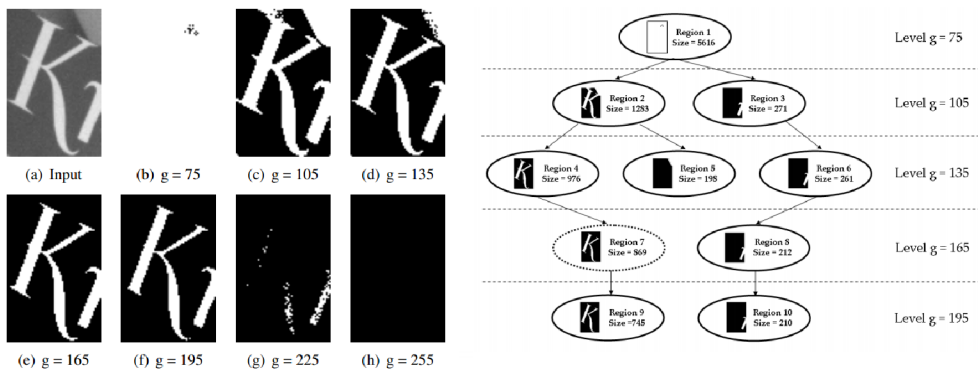 K
(a) Input
(b) g = 75
(c) g = 105
(d) g = 135
(e) g = 165
(f) g = 195
(g) g = 225
(h) g = 255
Region 1
Size = 5616
Level g = 75
Region 2
Size = 1283
Region 3
Size = 271
Level g = 105
Region 4
Size = 976
Region 5
Size = 195
Region 6
Size = 261
Level g = 135
Region 7
Size = 869
Region 8
Size = 212
Level g = 165
Region 9
Size =745
Region 10
Size = 210
Level g = 195